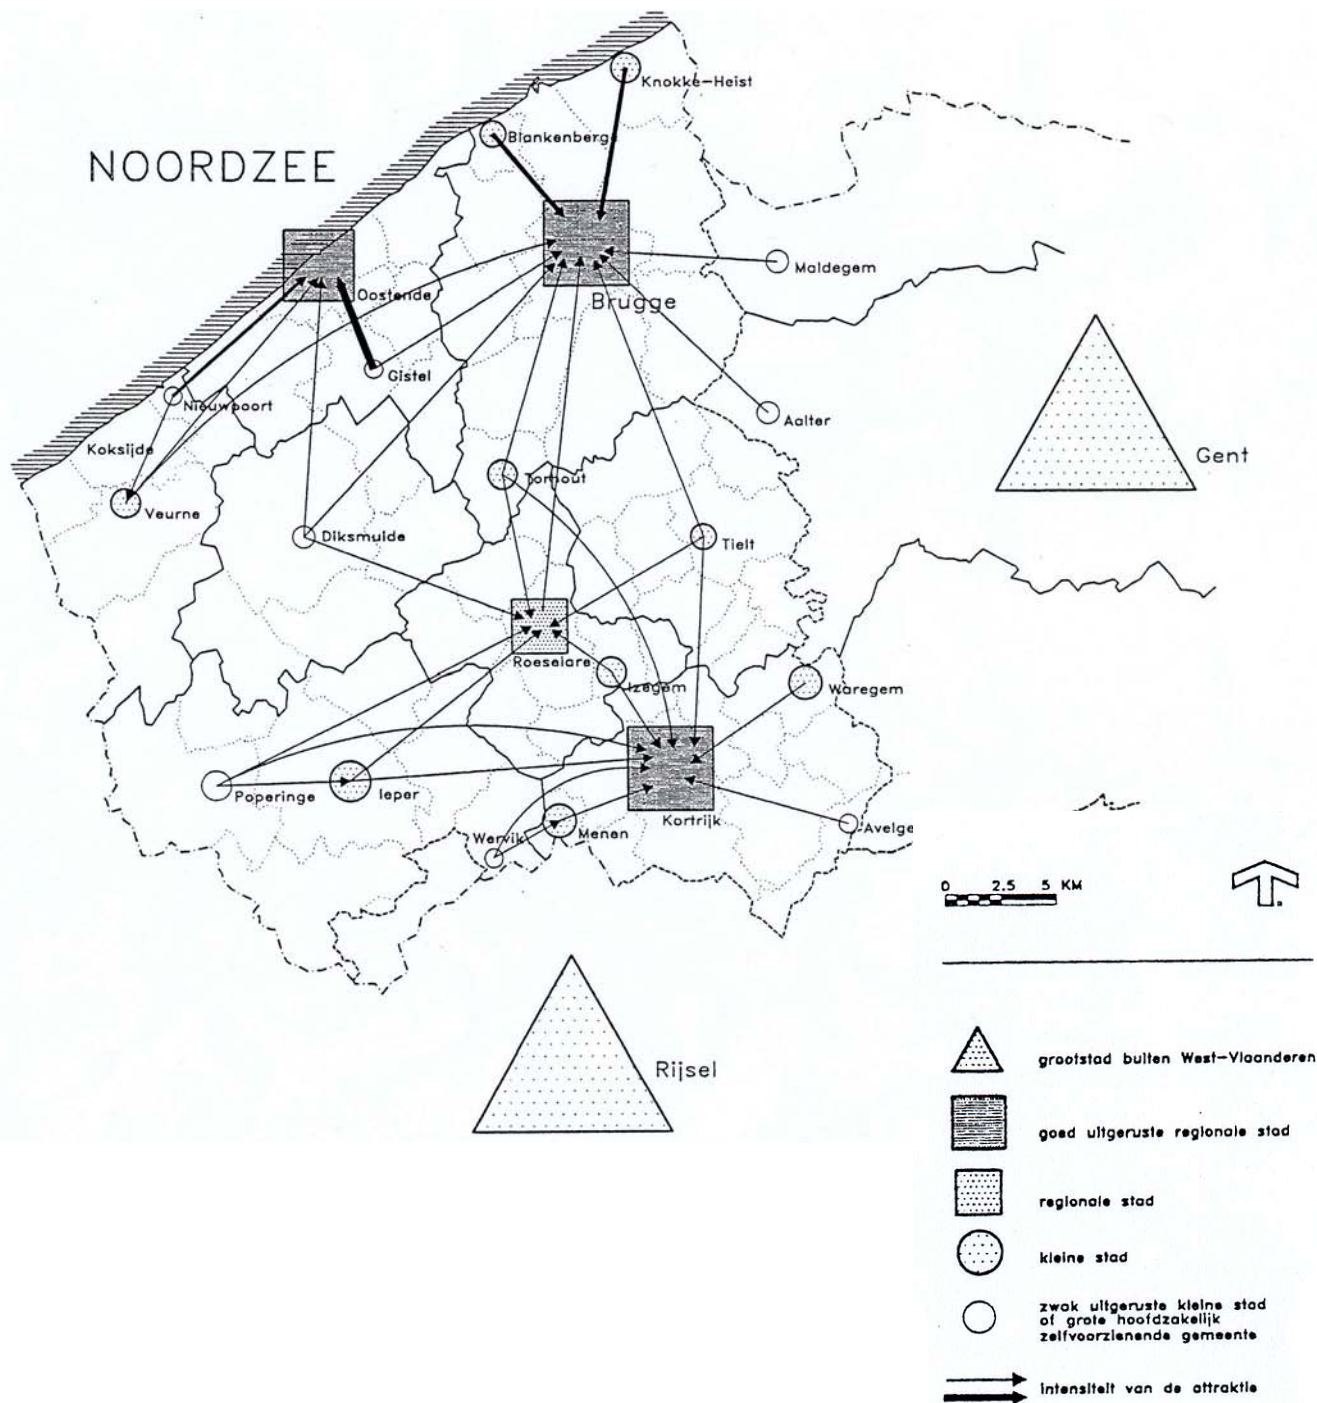 Knokke-Heist
Blankenberge
NOORDZEE
Maldegem
Oostende
Brugge
Gistel
Nieuwpoort
Aalter
Koksijde
Gent
Torhout
Veurne
Diksmuide
Tielt
Roeselare
Izegem
Waregem
Poperinge
Ieper
Kortrijk
Avelge
Wervik
Menen
0 2.5 5 KM
Rijsel
grootstad buiten West-Vlaanderen
goed uitgeruste regionale stad
regionale stad
kleine stad
zwak uitgeruste kleine stad
of grote hoofdzakelijk
zelfvoorzienende gemeente
intensiteit van de attraktie